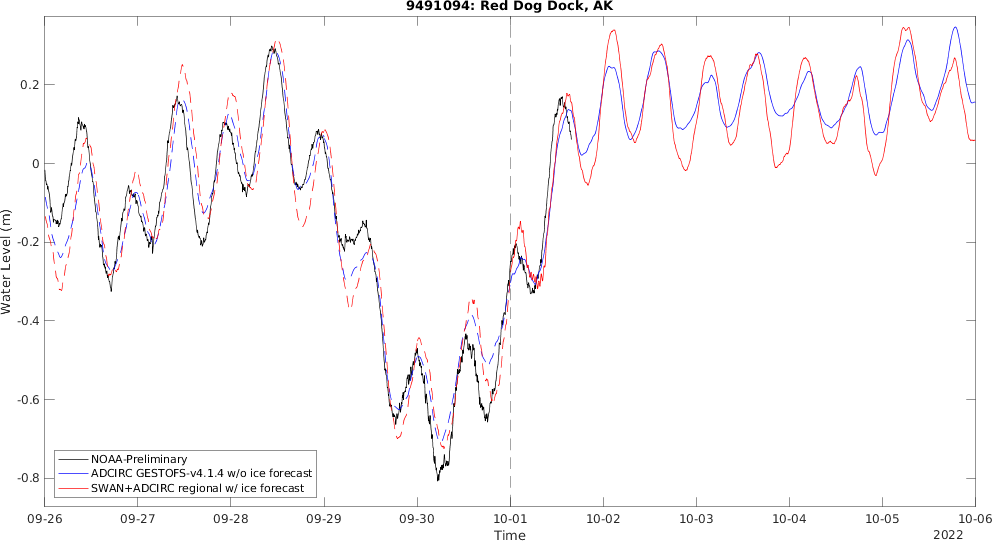 9491094: Red Dog Dock, AK
Water Level (m)
0.2
0
-0.2
-0.4
-0.6
-0.8
NOAA-Preliminary
ADCIRC GESTOFS-v4.1.4 w/o ice forecast
SWAN+ADCIRC regional w/ ice forecast
09-26 09-27 09-28 09-29 09-30 10-01 10-02 10-03 10-04 10-05 10-06
Time
2022